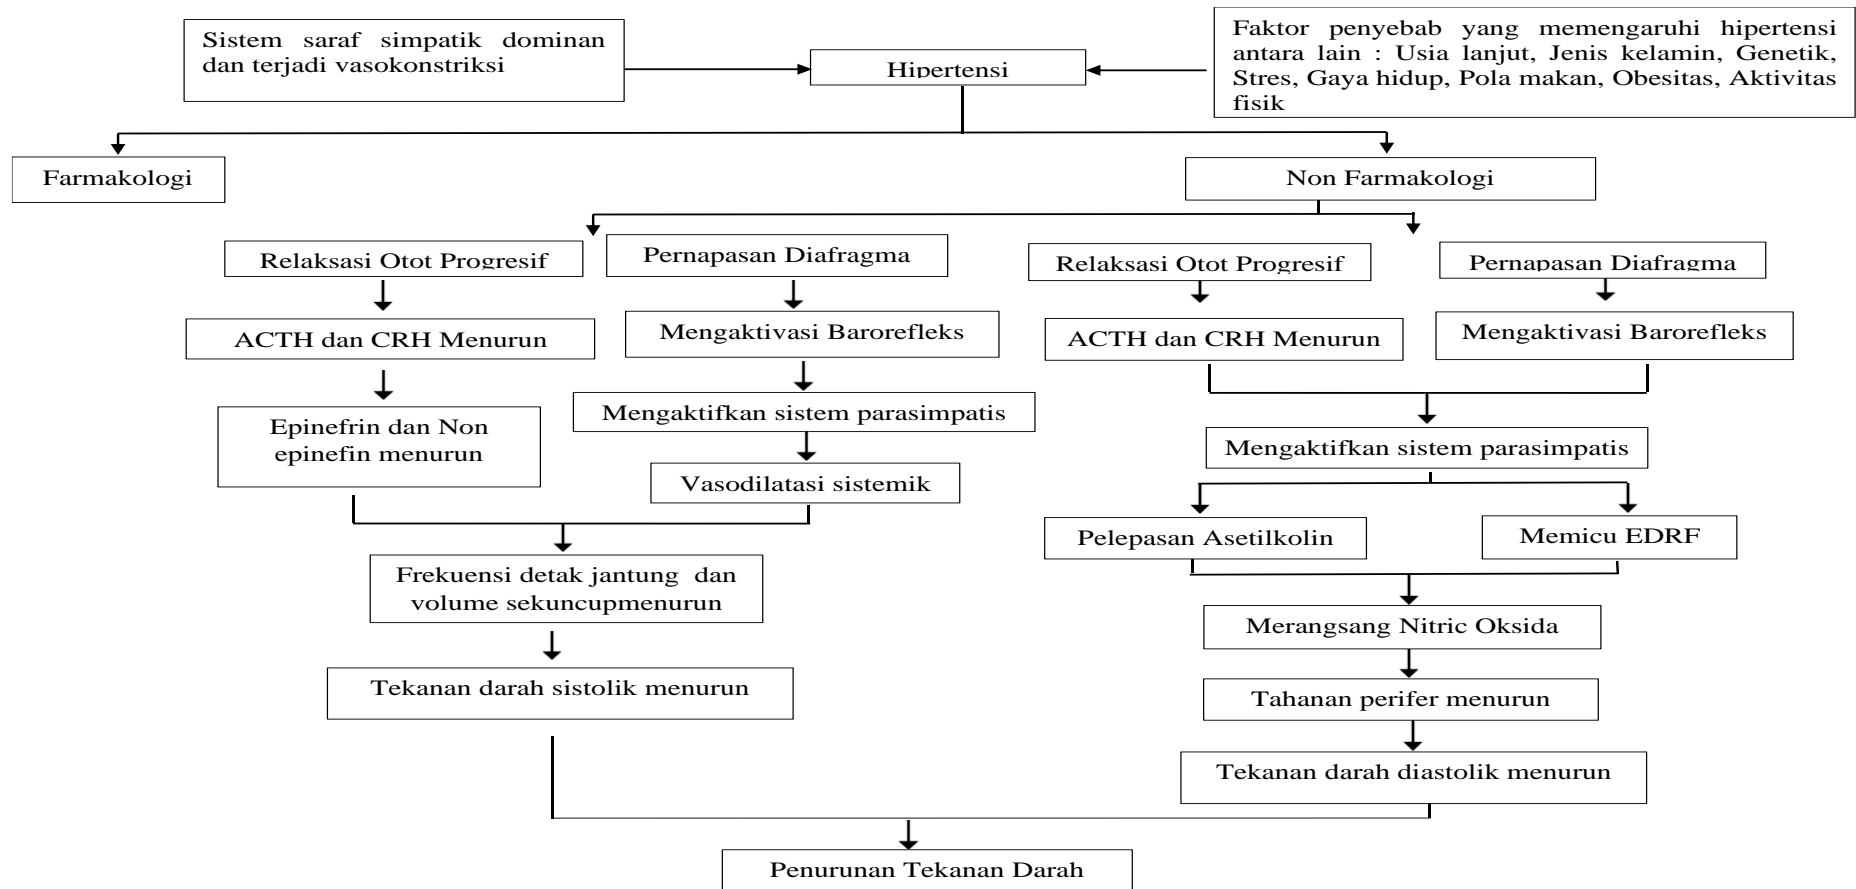 Sistem saraf simpatik dominan
dan terjadi vasokonstriksi
Hipertensi
Faktor penyebab yang memengaruhi hipertensi
antara lain : Usia lanjut, Jenis kelamin, Genetik,
Stres, Gaya hidup, Pola makan, Obesitas, Aktivitas
fisik
Farmakologi
Non Farmakologi
Relaksasi Otot Progresif
Pernapasan Diafragma
Relaksasi Otot Progresif
Pernapasan Diafragma
ACTH dan CRH Menurun
Mengaktivasi Barorefleks
ACTH dan CRH Menurun
Mengaktivasi Barorefleks
Epinefrin dan Non
epinefin menurun
Mengaktifkan sistem parasimpatis
Vasodilatasi sistemik
Mengaktifkan sistem parasimpatis
Pelepasan Asetilkolin
Memicu EDRF
Frekuensi detak jantung dan
volume sekuncupmenurun
Merangsang Nitric Oksida
Tekanan darah sistolik menurun
Tahanan perifer menurun
Tekanan darah diastolik menurun
Penurunan Tekanan Darah